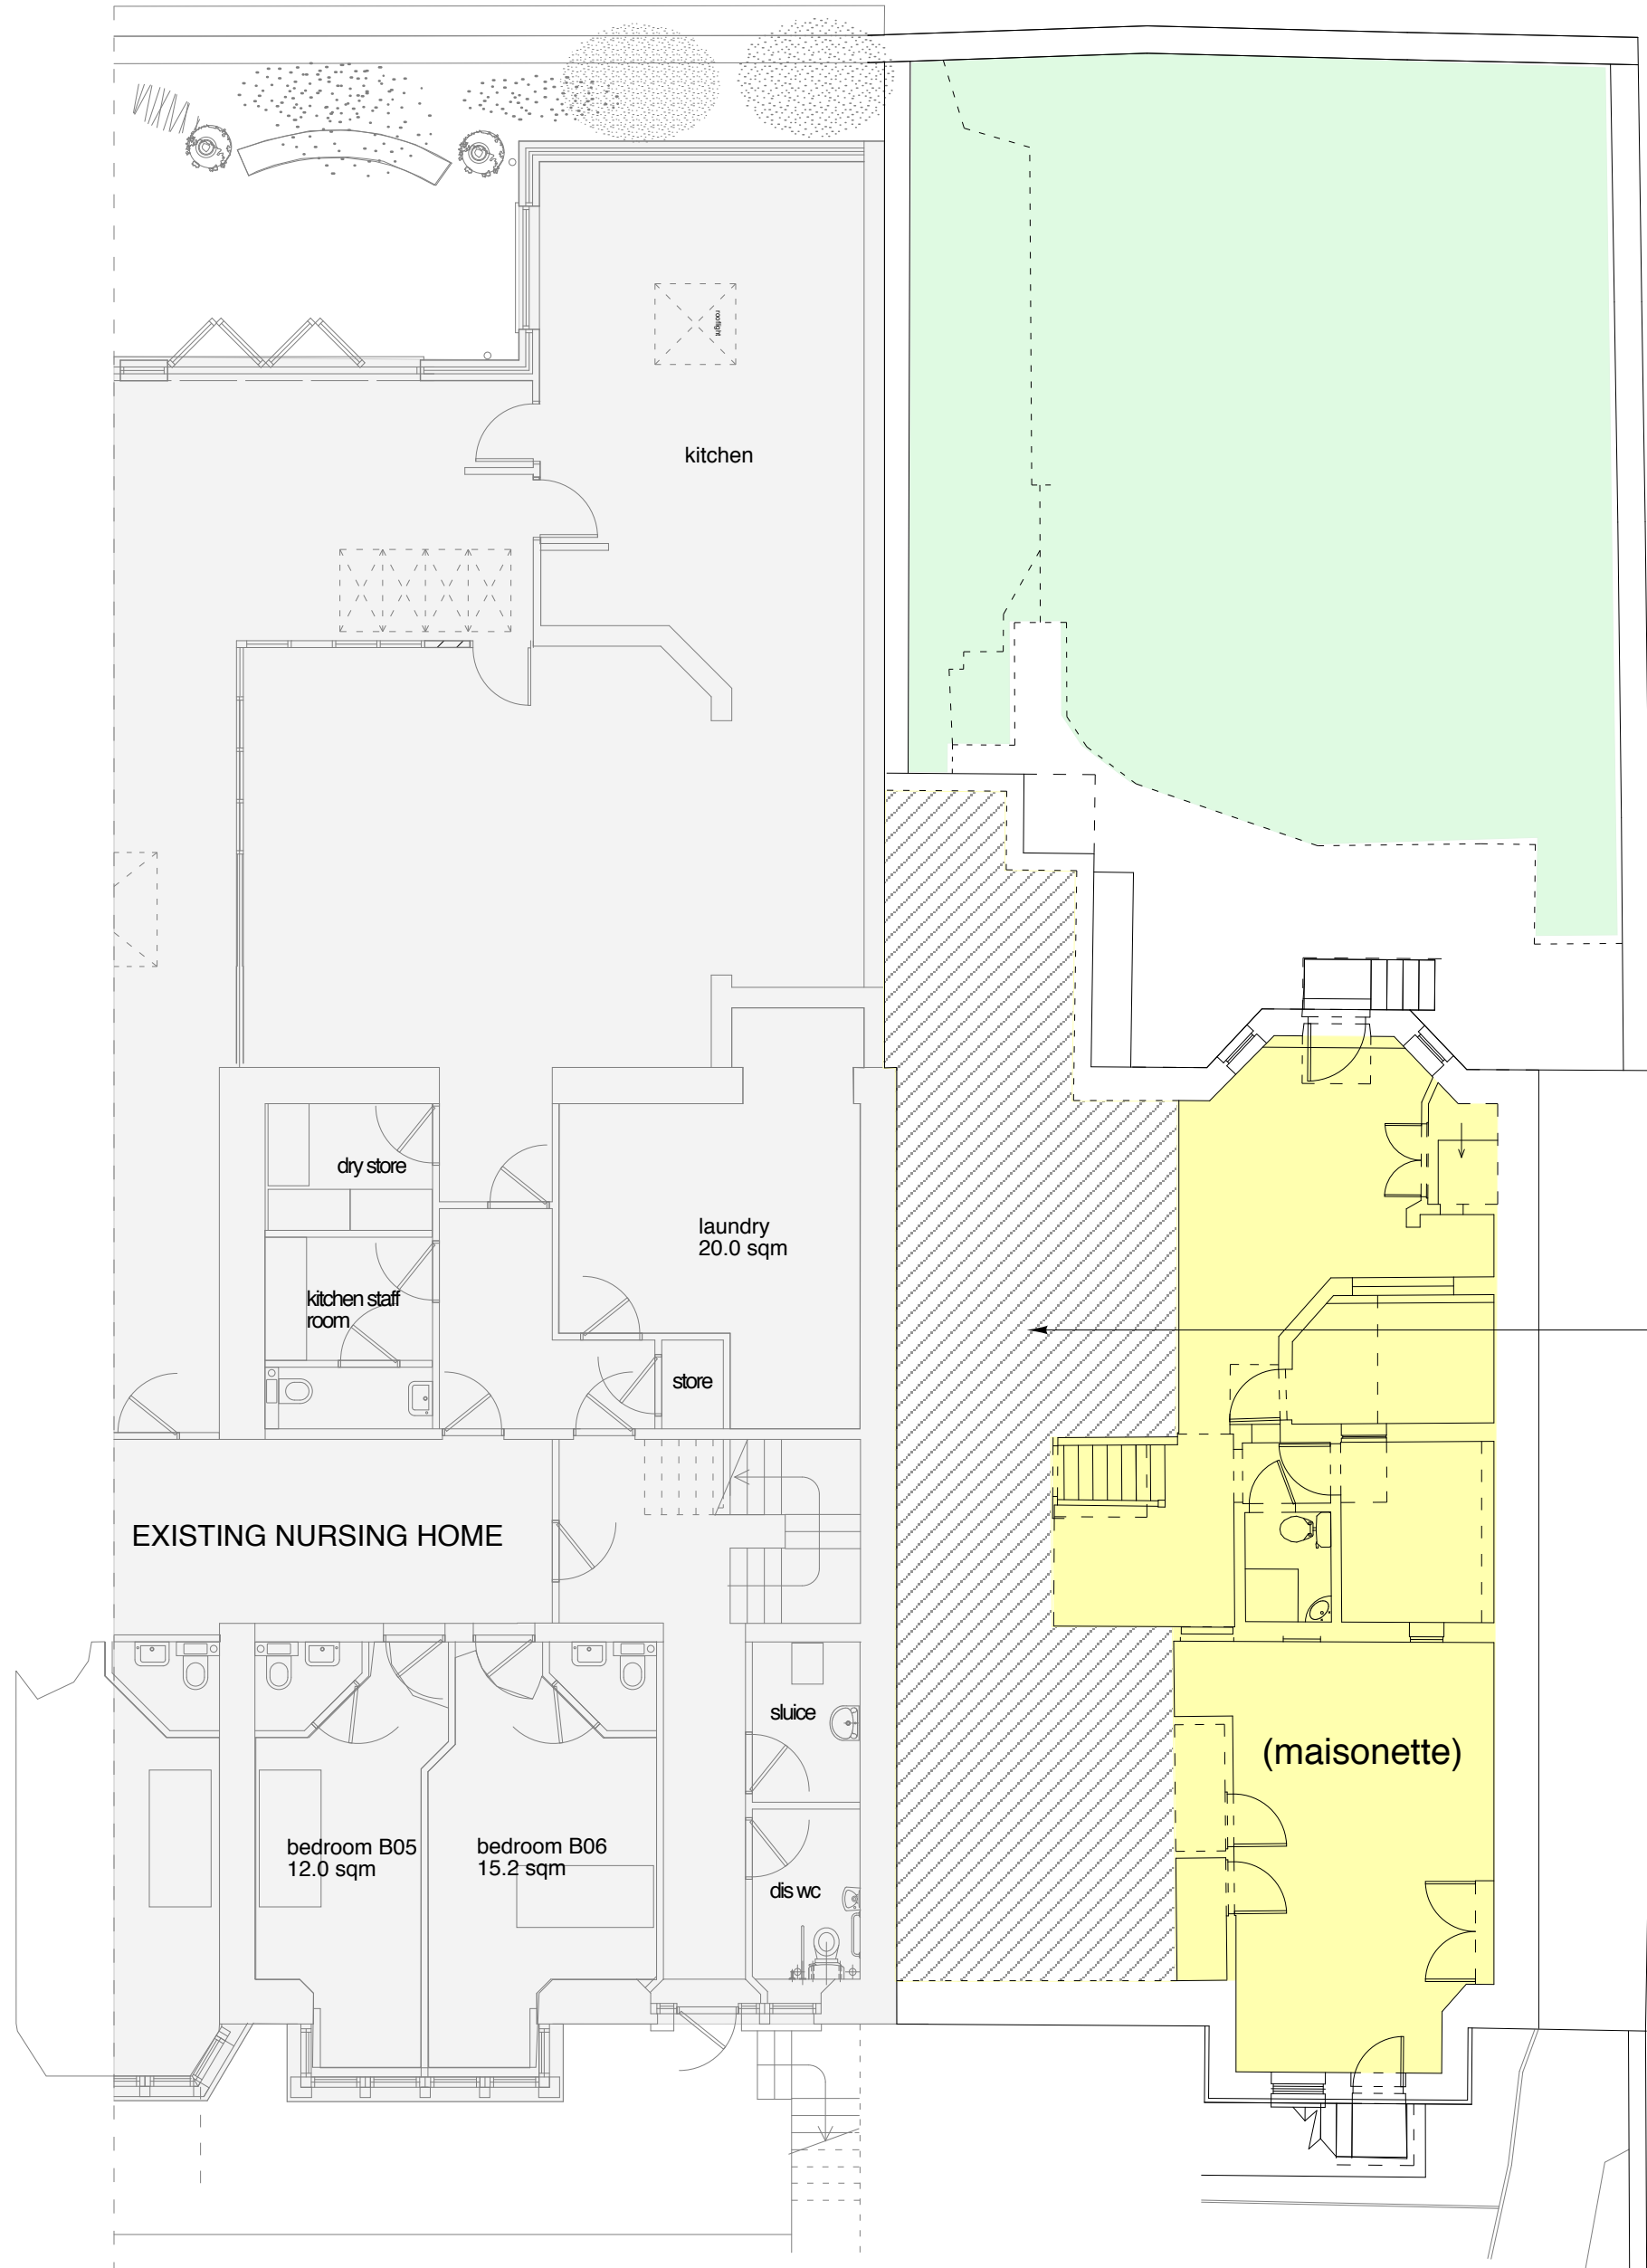 rooflight
kitchen
dry store
laundry
20.0 sqm
kitchen staff
room
store
EXISTING NURSING HOME
sluice
(maisonette)
bedroom B05
12.0 sqm
bedroom B06
15.2 sqm
dis wc